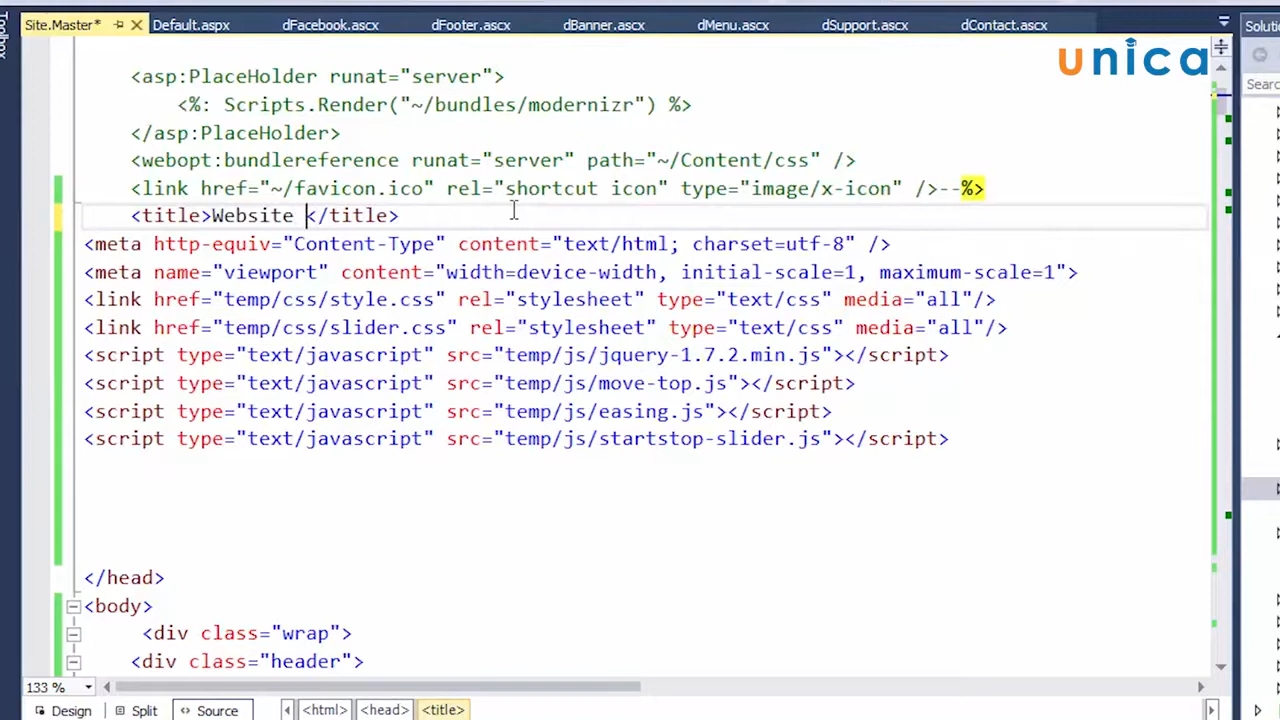 Site.Master* Default.aspx dFacebook.ascx dFooter.ascx dBanner.ascx dMenu.ascx dSupport.ascx dContact.ascx
Solutio
Toolbox
unica
Searc
<asp:PlaceHolder runat="server">
<%: Scripts.Render("~/bundles/modernizr") %>
</asp:PlaceHolder>
<webopt:bundlereference runat="server" path="~/Content/css" />
<link href="~/favicon.ico" rel="shortcut icon" type="image/x-icon" />--%>
<title>Website </title>
<meta http-equiv="Content-Type" content="text/html; charset=utf-8" />
<meta name="viewport" content="width=device-width, initial-scale=1, maximum-scale=1">
<link href="temp/css/style.css" rel="stylesheet" type="text/css" media="all"/>
<link href="temp/css/slider.css" rel="stylesheet" type="text/css" media="all"/>
<script type="text/javascript" src="temp/js/jquery-1.7.2.min.js"></script>
<script type="text/javascript" src="temp/js/move-top.js"></script>
<script type="text/javascript" src="temp/js/easing.js"></script>
<script type="text/javascript" src="temp/js/startstop-slider.js"></script>
</head>
<body>
<div class="wrap">
<div class="header">
133 %
Design Split Source <html> <head> <title>